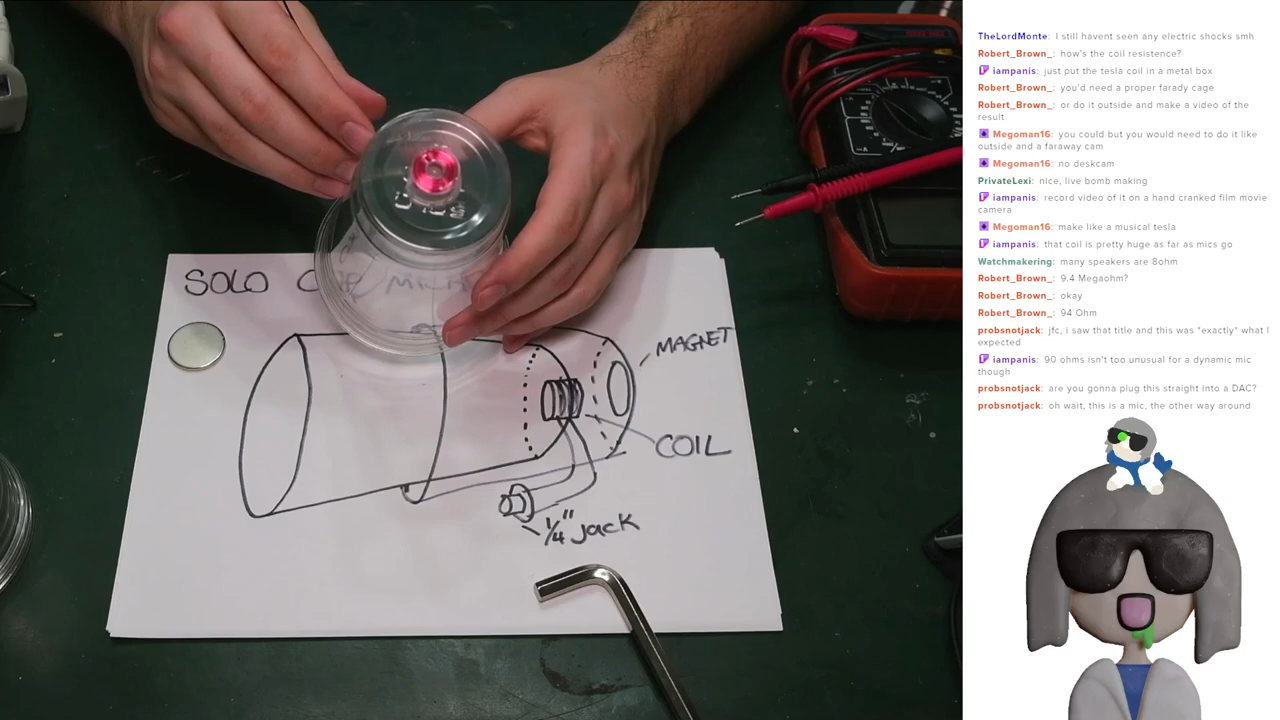 SOLO CUP MIC
MAGNET
COIL
1/4" JACK
TheLordMonte: I still havent seen any electric shocks smh
Robert_Brown_: how's the coil resistence?
iampanis: just put the tesla coil in a metal box
Robert_Brown_: you'd need a proper farady cage
Robert_Brown_: or do it outside and make a video of the
result
Megoman16: you could but you would need to do it like
outside and a faraway cam
Megoman16: no deskcam
PrivateLexi: nice, live bomb making
iampanis: record video of it on a hand cranked film movie
camera
Megoman16: make like a musical tesla
iampanis: that coil is pretty huge as far as mics go
Watchmakering: many speakers are 8ohm
Robert_Brown_: 9.4 Megaohm?
Robert_Brown_: okay
Robert_Brown_: 94 Ohm
probsnotjack: jfc, i saw that title and this was *exactly* what I
expected
iampanis: 90 ohms isn't too unusual for a dynamic mic
though
probsnotjack: are you gonna plug this straight into a DAC?
probsnotjack: oh wait, this is a mic, the other way around